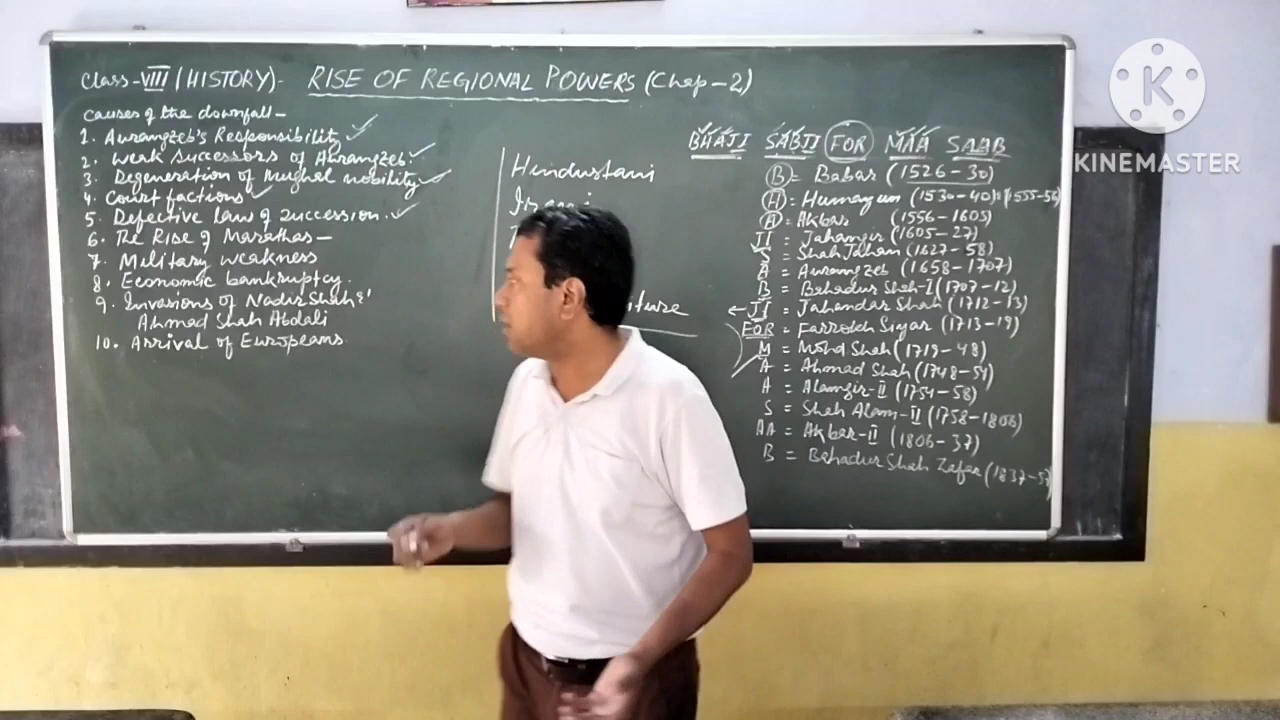 Class-VIII (HISTORY)- RISE OF REGIONAL POWERS (Chap-2)
Causes of the downfall-
1. Aurangzeb's Responsibility
2. Weak Successors of Aurangzeb.
3. Degeneration of Mughal nobility
4. Court factions
5. Defective law of succession.
6. The Rise of Marathas-
7. Military weakness
8. Economic bankruptcy.
9. Invasions of Nadir Shah &
Ahmad Shah Abdali
10. Arrival of Europeans
Hindustani
BHAJI SABJI FOR MAA SAAB
B = Babar (1526-30)
H = Humayun (1530-40) (1555-56)
A = Akbar (1556-1605)
JI = Jahangir (1605-27)
S = Shah Jahan (1627-58)
A = Aurangzeb (1658-1707)
B = Bahadur Shah-I (1707-12)
JI = Jahandar Shah (1712-13)
FOR = Farrukh Siyar (1713-19)
M = Mohd Shah (1719-48)
A = Ahmad Shah (1748-54)
A = Alamgir-II (1754-58)
S = Shah Alam-II (1758-1806)
AA = Akbar-II (1806-37)
B = Bahadur Shah Zafar (1837-57)
K
KINEMASTER